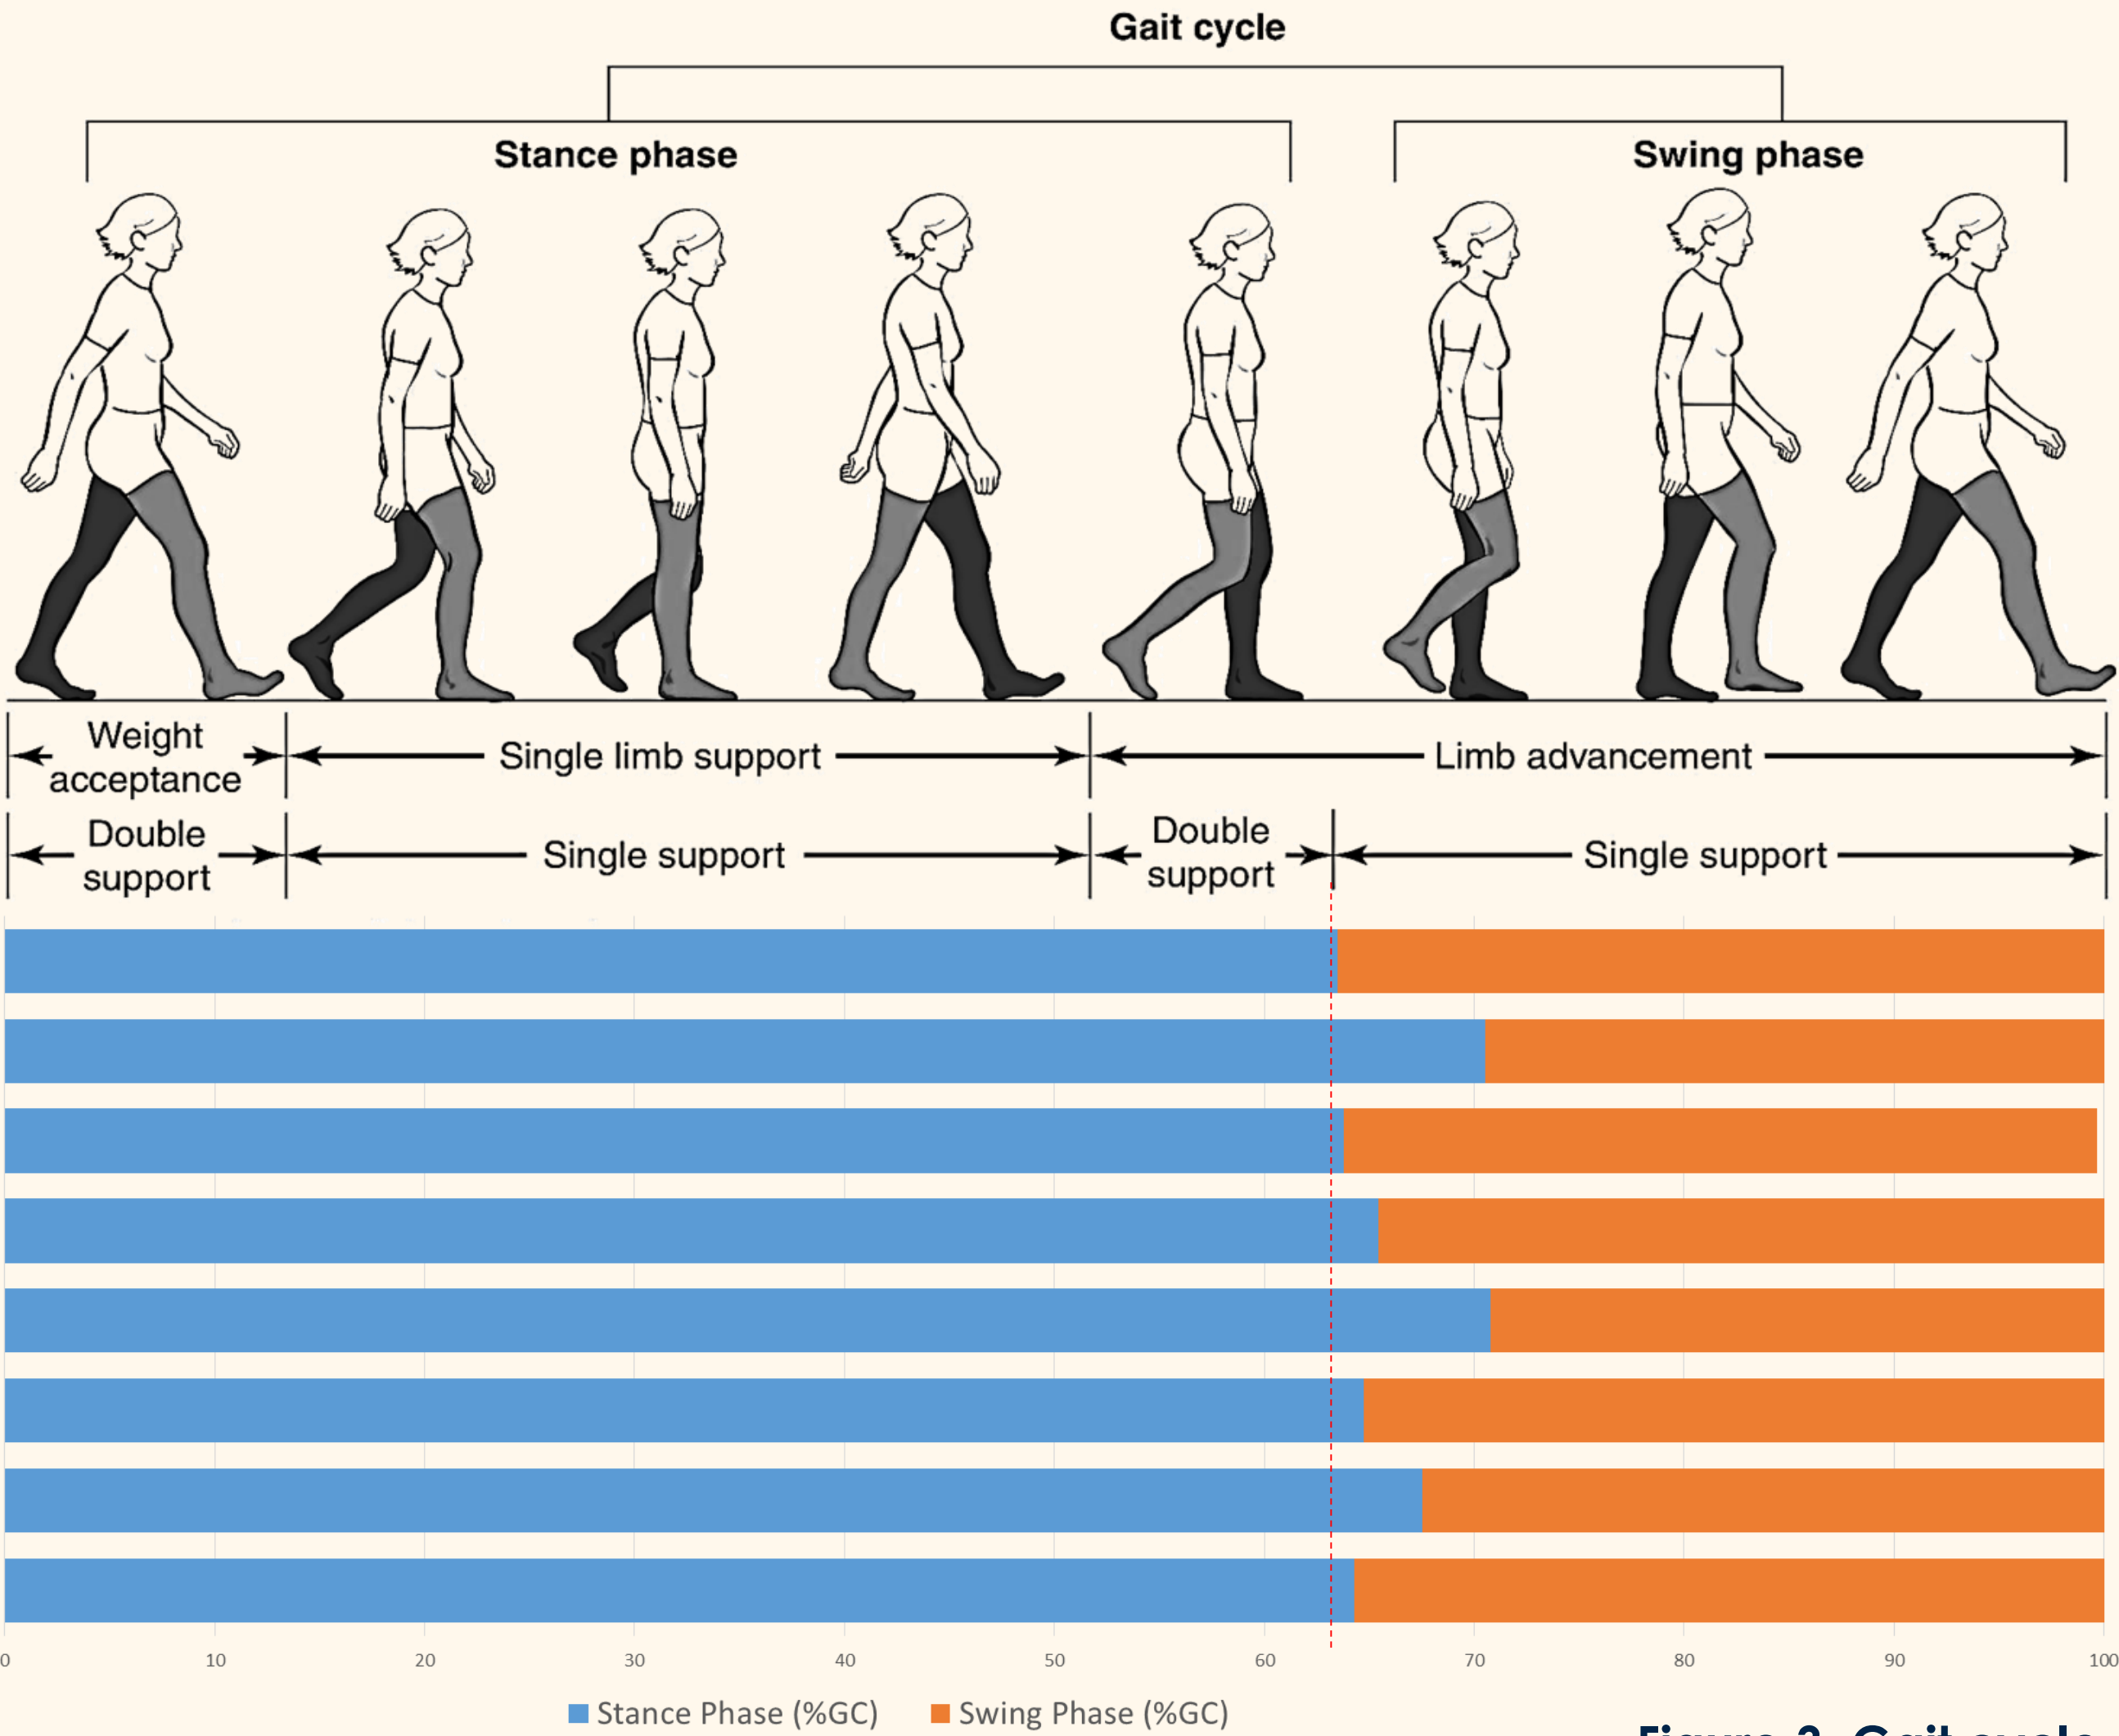 Gait cycle
Stance phase
Swing phase
Weight
acceptance
Single limb support
Limb advancement
Double
support
Single support
Double
support
Single support
0 10 20 30 40 50 60 70 80 90 100
Stance Phase (%GC) Swing Phase (%GC)